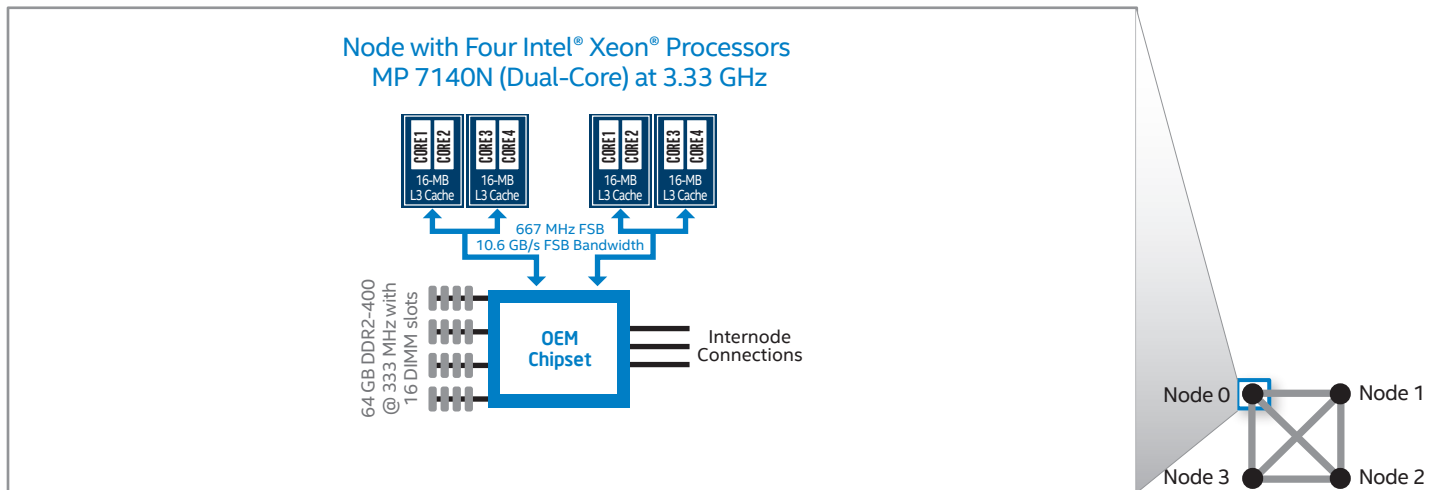 Node with Four Intel® Xeon® Processors
MP 7140N (Dual-Core) at 3.33 GHz
CORE1
CORE2
16-MB
L3 Cache
CORE3
CORE4
16-MB
L3 Cache
CORE1
CORE2
16-MB
L3 Cache
CORE3
CORE4
16-MB
L3 Cache
667 MHz FSB
10.6 GB/s FSB Bandwidth
64 GB DDR2-400
@ 333 MHz with
16 DIMM slots
OEM
Chipset
Internode
Connections
Node 0
Node 1
Node 3
Node 2